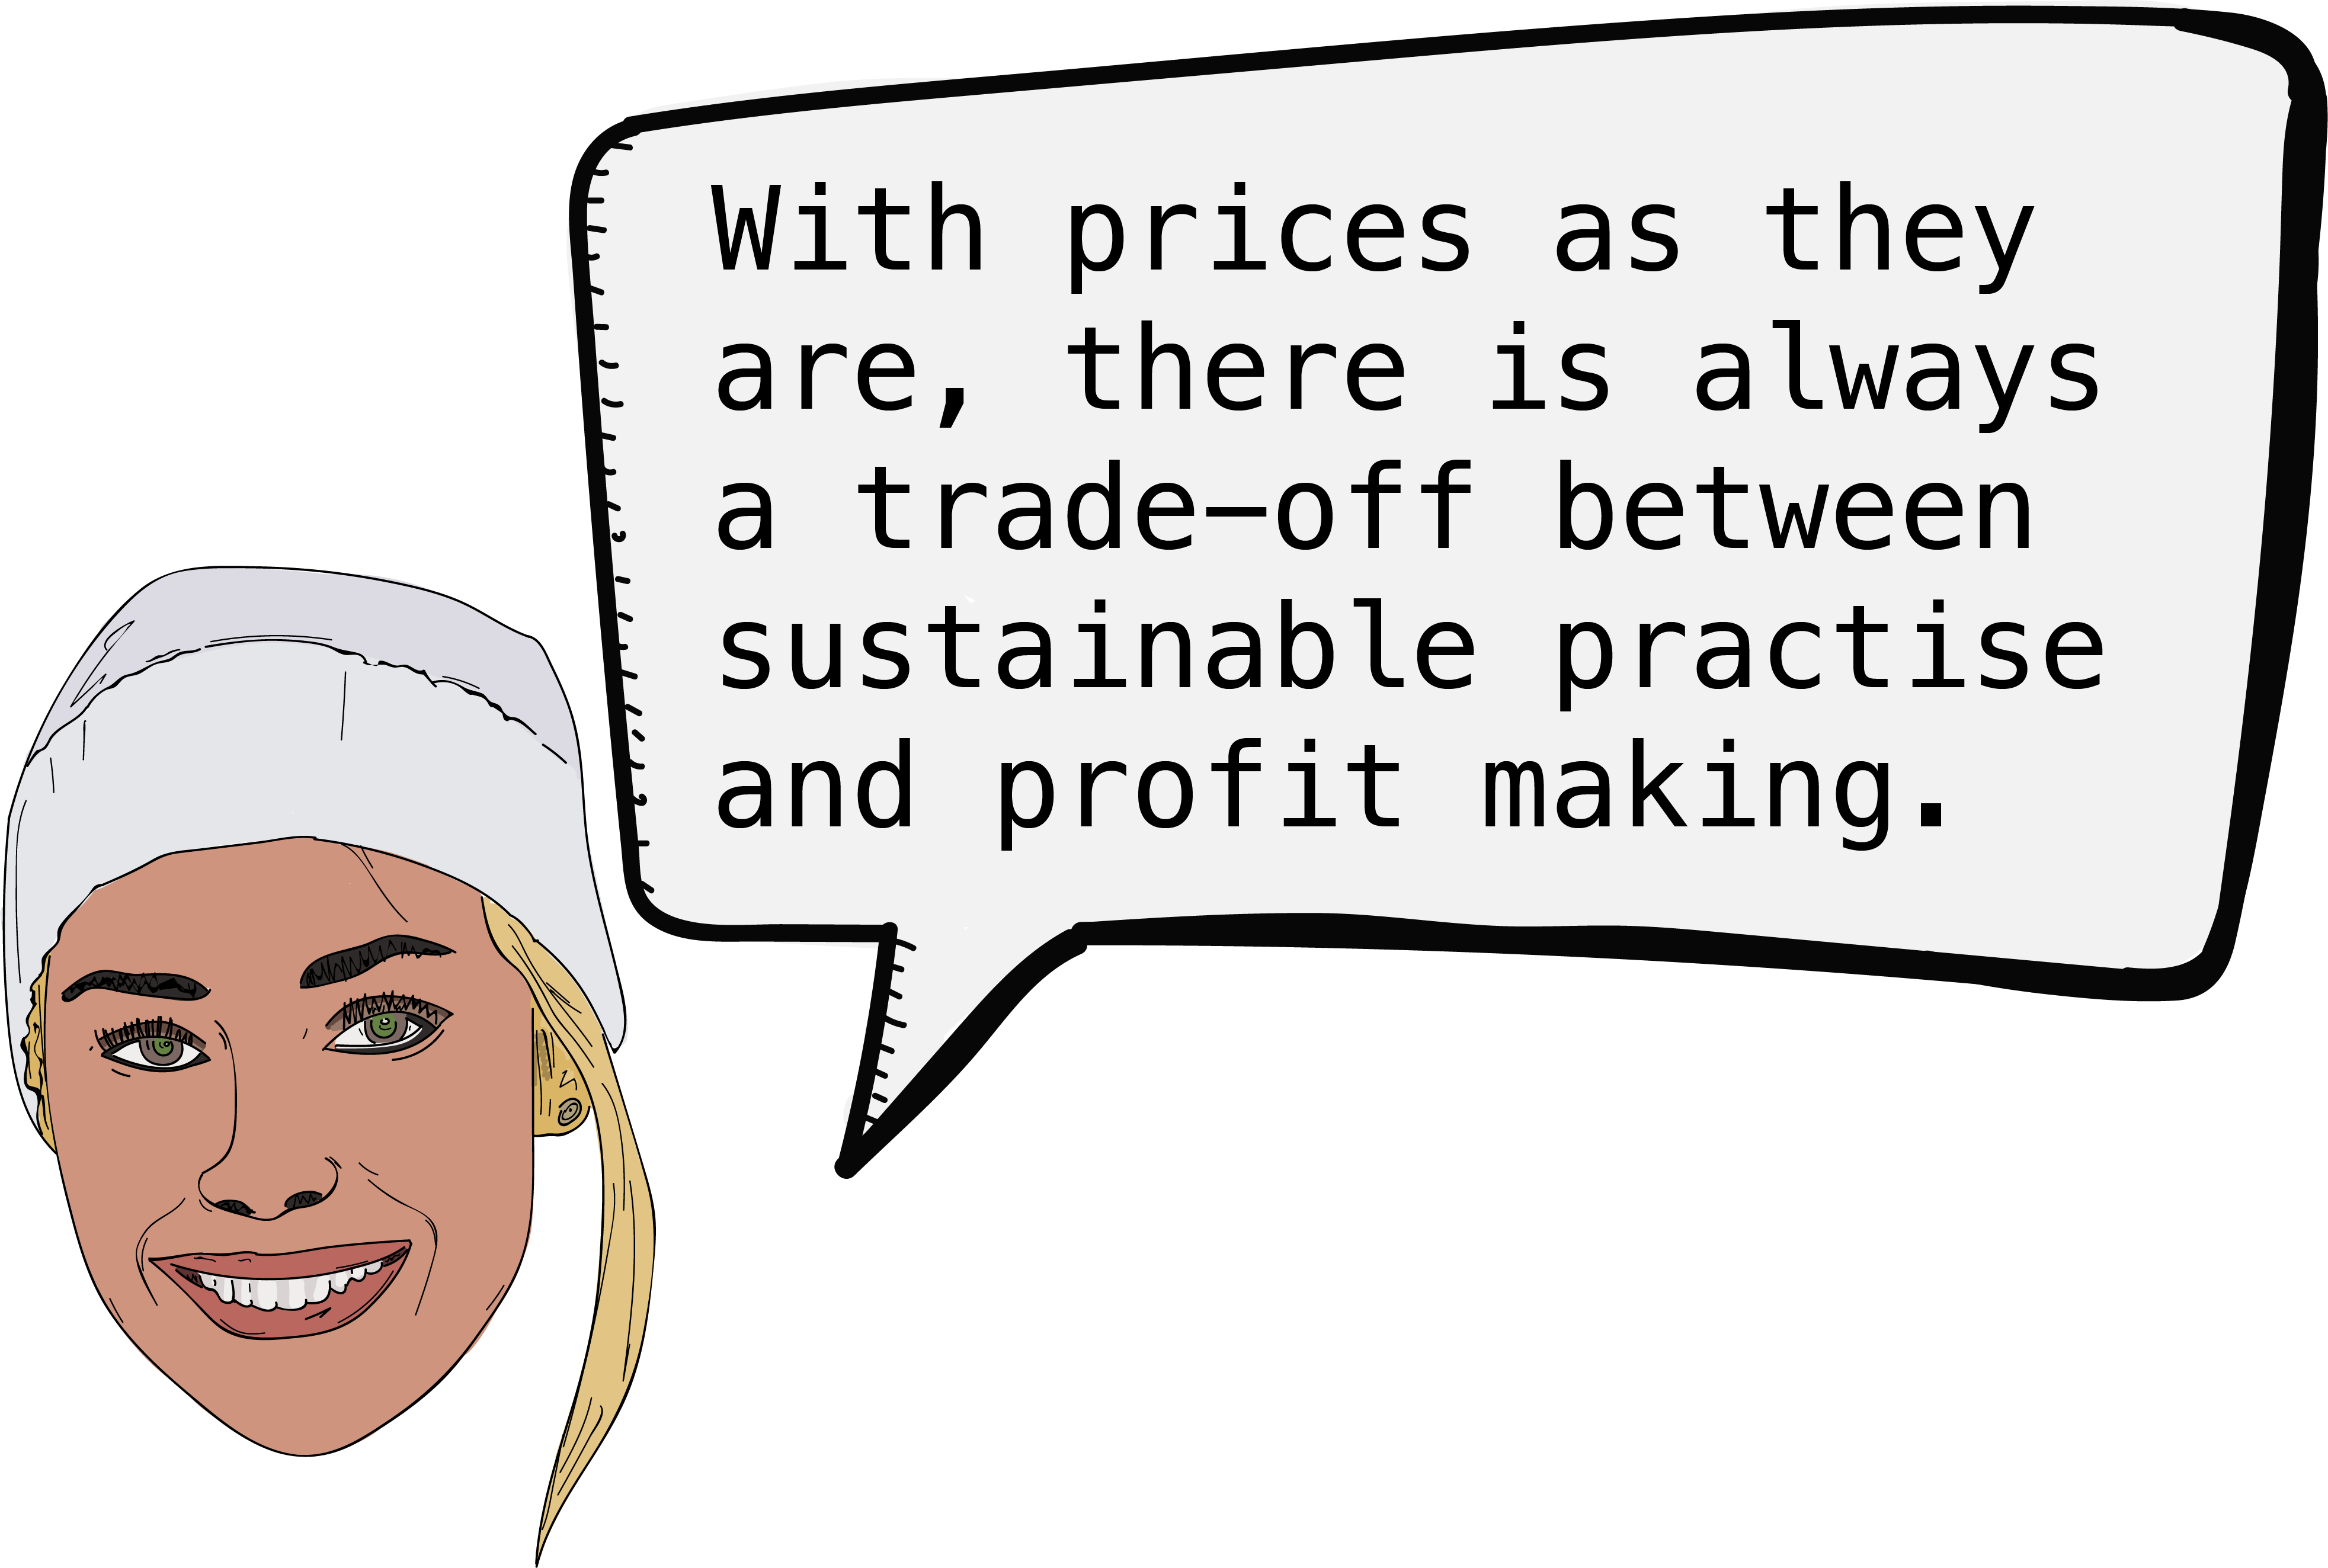 With prices as they
are, there is always
a trade-off between
sustainable practise
and profit making.